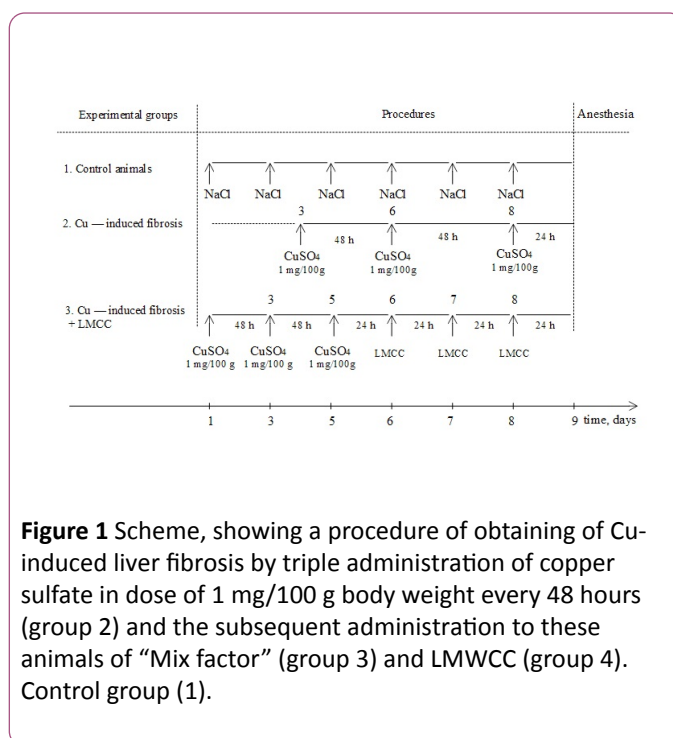 Experimental groups Procedures Anesthesia
1. Control animals
NaCl NaCl NaCl NaCl NaCl NaCl
2. Cu — induced fibrosis 3 6 8
48 h 48 h 24 h
CuSO₄ CuSO₄ CuSO₄
1 mg/100g 1 mg/100g 1 mg/100g
3. Cu — induced fibrosis 3 5 6 7 8
+ LMCC 48 h 48 h 24 h 24 h 24 h 24 h
CuSO₄ CuSO₄ CuSO₄ LMCC LMCC LMCC
1 mg/100 g 1 mg/100 g 1 mg/100g
1 3 5 6 7 8 9 time, days
Figure 1 Scheme, showing a procedure of obtaining of Cu-
induced liver fibrosis by triple administration of copper
sulfate in dose of 1 mg/100 g body weight every 48 hours
(group 2) and the subsequent administration to these
animals of “Mix factor” (group 3) and LMWCC (group 4).
Control group (1).